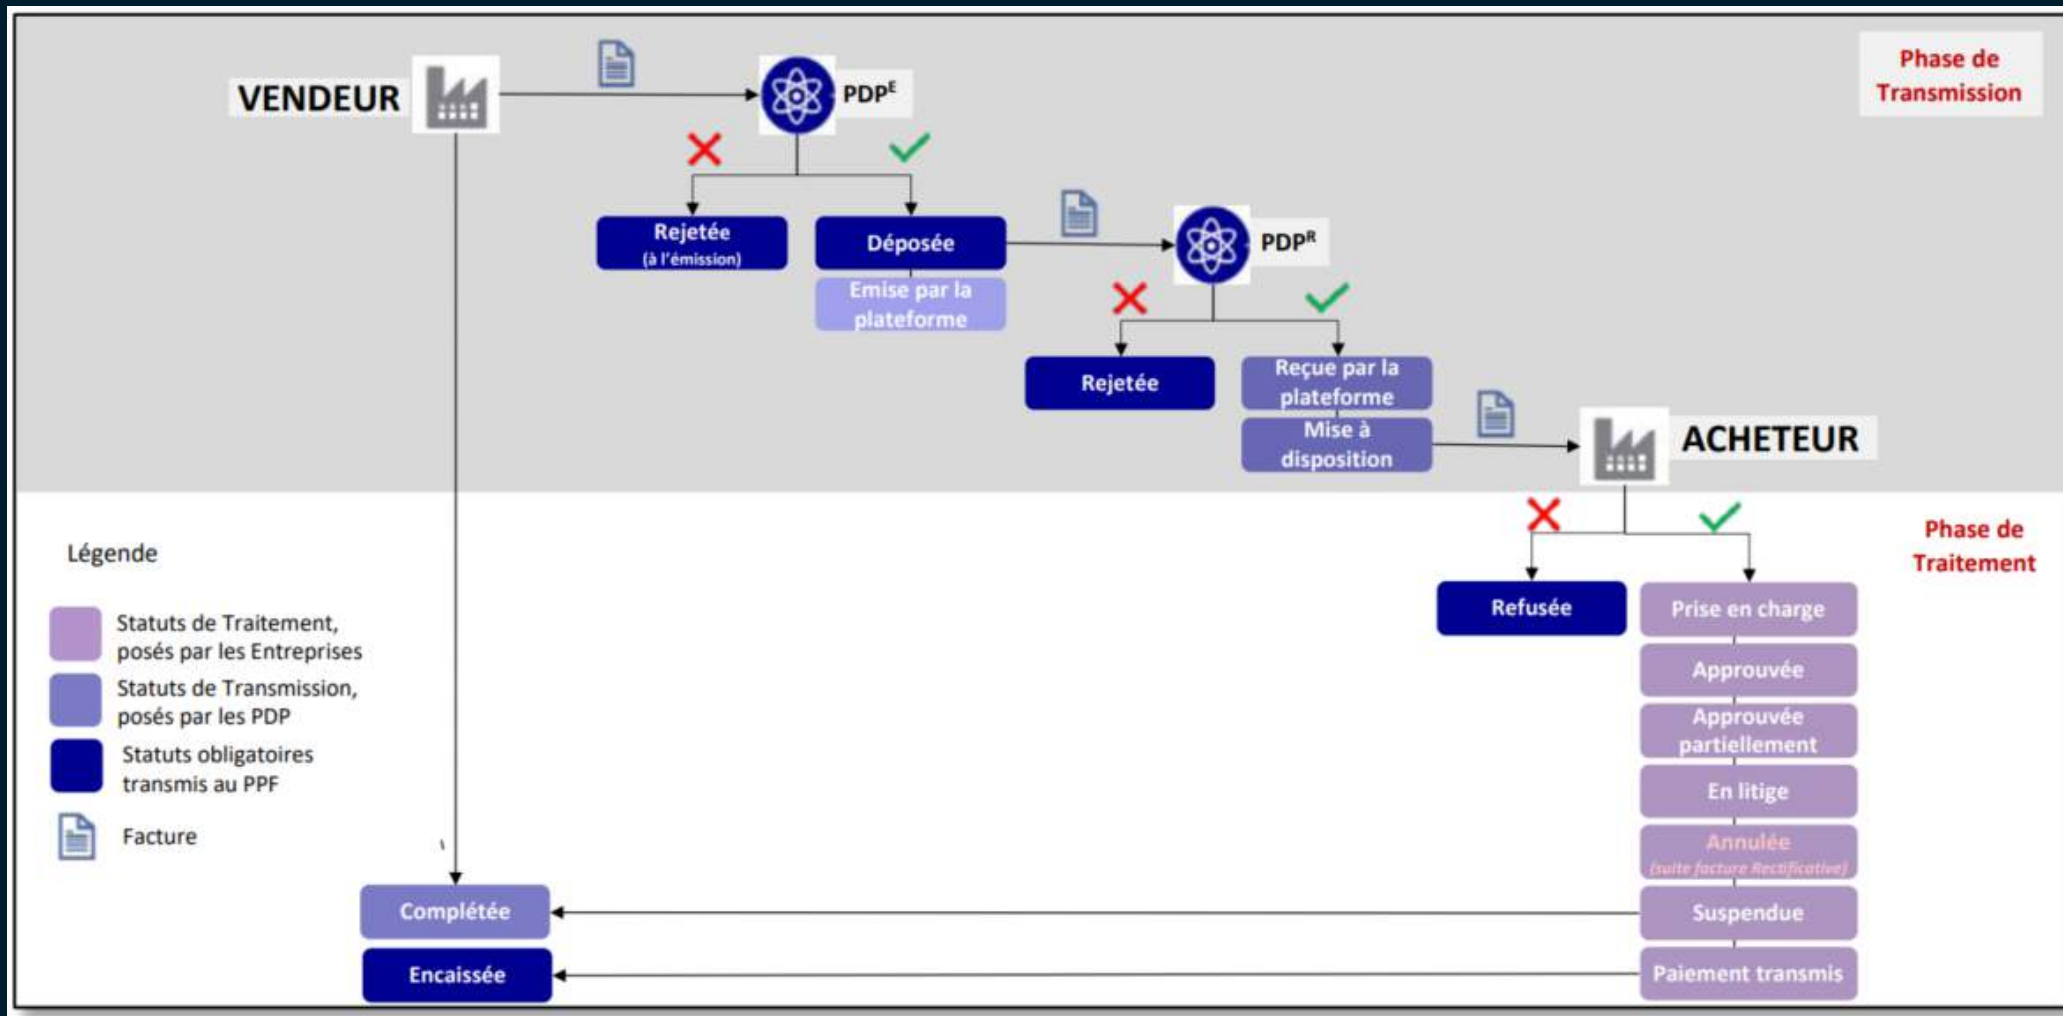 Phase de
Transmission
VENDEUR
PDPᴱ
Rejetée
(à l'émission)
Déposée
PDPᴿ
Emise par la
plateforme
Rejetée
Reçue par la
plateforme
Mise à
disposition
ACHETEUR
Phase de
Traitement
Légende
Statuts de Traitement,
posés par les Entreprises
Statuts de Transmission,
posés par les PDP
Statuts obligatoires
transmis au PPF
Facture
Refusée
Prise en charge
Approuvée
Approuvée
partiellement
En litige
Annulée
(suite facture Rectificative)
Complétée
Suspendue
Encaissée
Paiement transmis